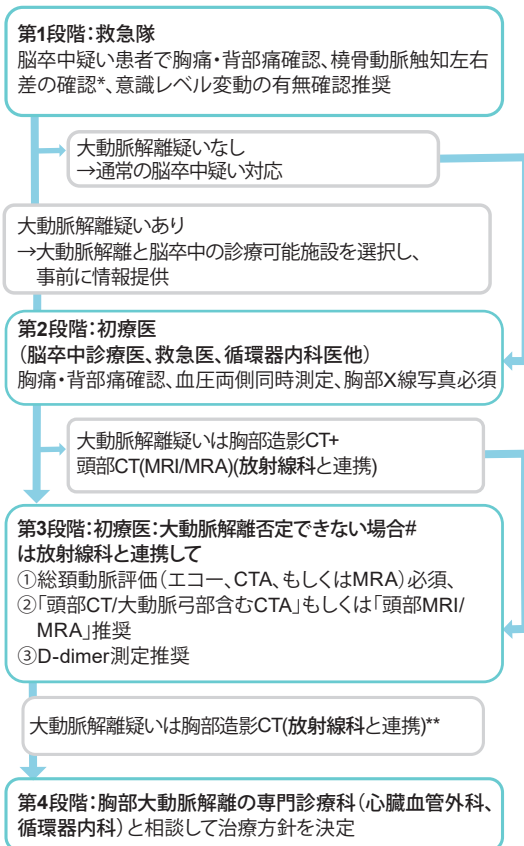 第1段階：救急隊
脳卒中疑い患者で胸痛・背部痛確認、橈骨動脈触知左右
差の確認*、意識レベル変動の有無確認推奨
大動脈解離疑いなし
→通常の脳卒中疑い対応
大動脈解離疑いあり
→大動脈解離と脳卒中の診療可能施設を選択し、
事前に情報提供
第2段階：初療医
（脳卒中診療医、救急医、循環器内科医他）
胸痛・背部痛確認、血圧両側同時測定、胸部X線写真必須
大動脈解離疑いは胸部造影CT+
頭部CT(MRI/MRA)(放射線科と連携)
第3段階：初療医：大動脈解離否定できない場合#
は放射線科と連携して
①総頚動脈評価（エコー、CTA、もしくはMRA）必須、
②「頭部CT/大動脈弓部含むCTA」もしくは「頭部MRI/
MRA」推奨
③D-dimer測定推奨
大動脈解離疑いは胸部造影CT(放射線科と連携)**
第4段階：胸部大動脈解離の専門診療科（心臓血管外科、
循環器内科）と相談して治療方針を決定